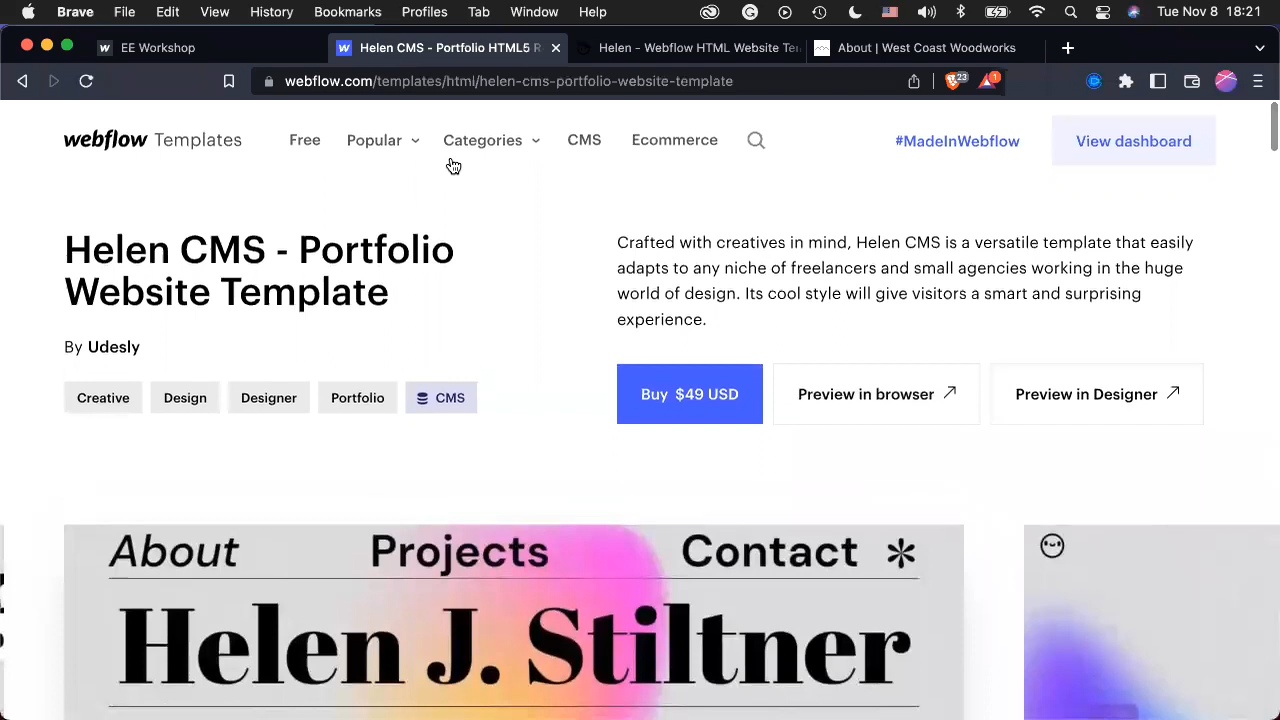 Brave File Edit View History Bookmarks Profiles Tab Window Help Tue Nov 8 18:21
EE Workshop
Helen CMS - Portfolio HTML5 R
Helen - Webflow HTML Website Te
About | West Coast Woodworks
webflow.com/templates/html/helen-cms-portfolio-website-template
23
1
webflow Templates Free Popular Categories CMS Ecommerce #MadeInWebflow View dashboard
Helen CMS - Portfolio
Website Template
By Udesly
Creative Design Designer Portfolio CMS
Crafted with creatives in mind, Helen CMS is a versatile template that easily
adapts to any niche of freelancers and small agencies working in the huge
world of design. Its cool style will give visitors a smart and surprising
experience.
Buy $49 USD Preview in browser Preview in Designer
About Projects Contact
Helen J. Stiltner